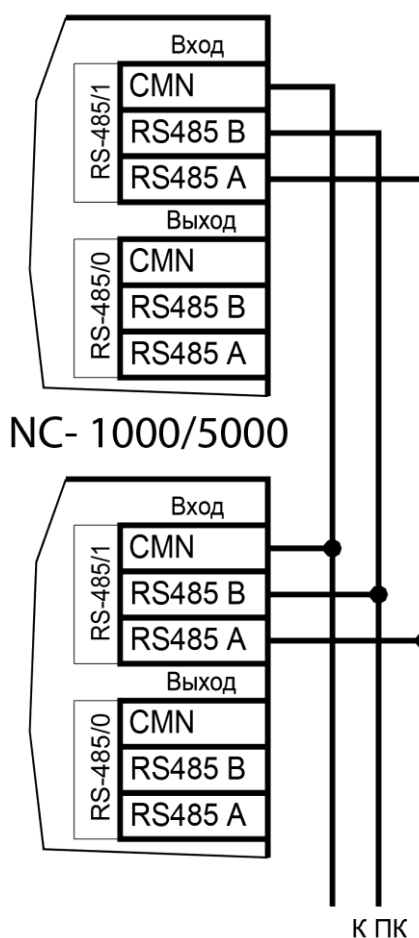 Вход
RS-485/1
CMN
RS485 B
RS485 A
Выход
RS-485/0
CMN
RS485 B
RS485 A
NC- 1000/5000
Вход
RS-485/1
CMN
RS485 B
RS485 A
Выход
RS-485/0
CMN
RS485 B
RS485 A
К ПК